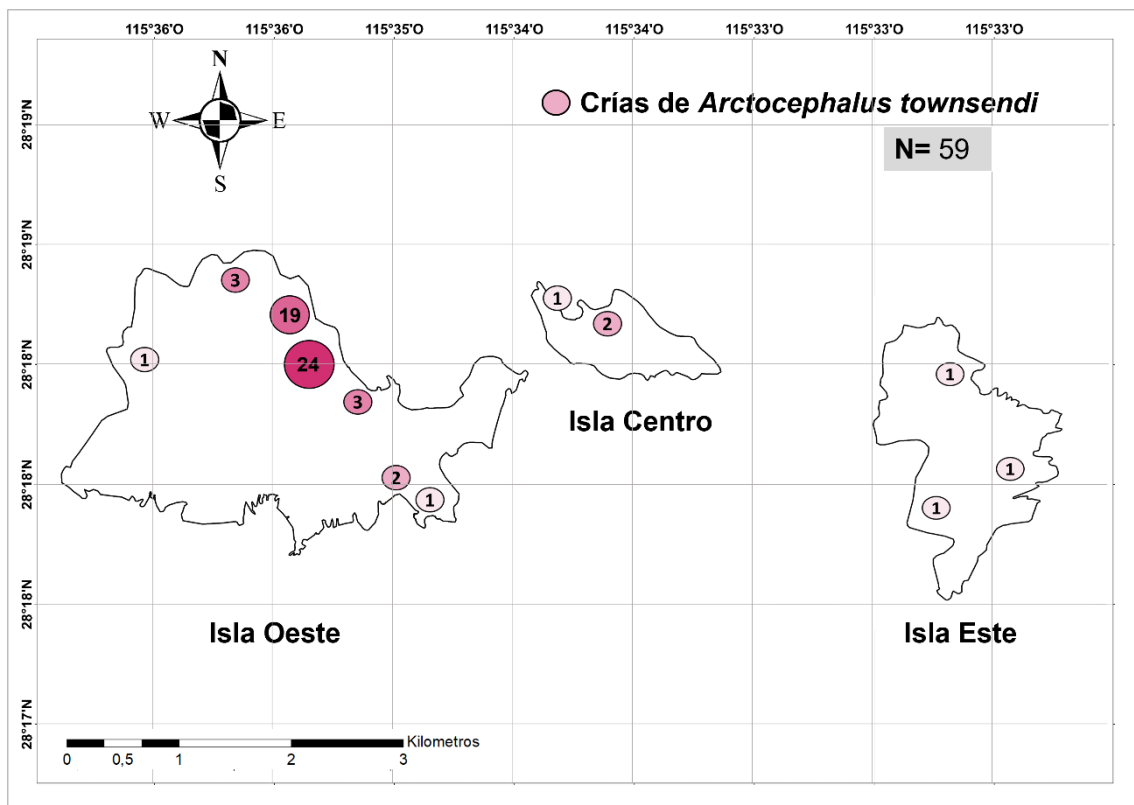 115°36'O 115°36'O 115°35'O 115°34'O 115°34'O 115°33'O 115°33'O 115°33'O
N
W E
S
Crías de Arctocephalus townsendi
N= 59
28°19'N
28°19'N
28°18'N
28°18'N
28°18'N
28°17'N
3
19
1
24
3
2
1
Isla Oeste
1
2
Isla Centro
1
1
1
Isla Este
Kilometros
0 0,5 1 2 3